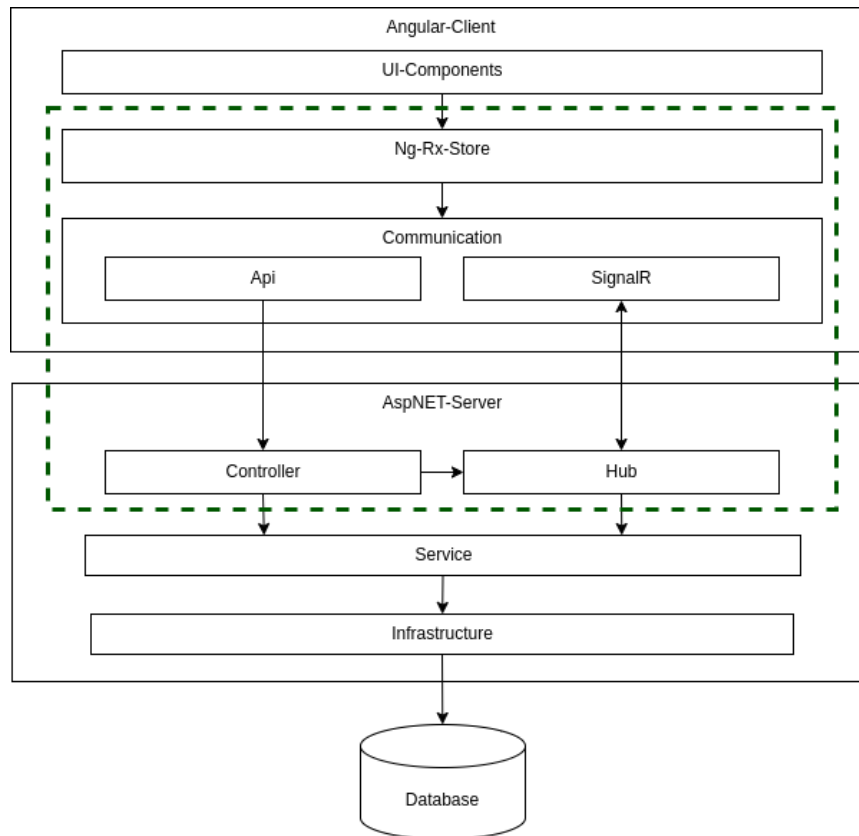 Angular-Client
UI-Components
Ng-Rx-Store
Communication
Api
SignalR
AspNET-Server
Controller
Hub
Service
Infrastructure
Database